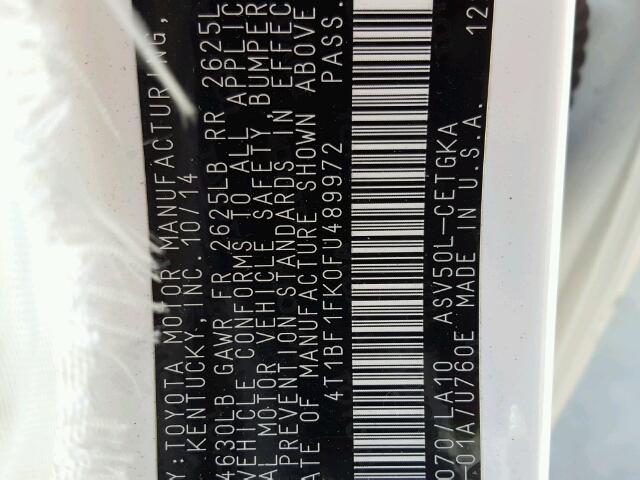 Y:TOYOTA MOTOR MANUFACTURING,
KENTUCKY, INC. 10/14
4630LB GAWR FR 2625LB RR 2625L
VEHICLE CONFORMS TO ALL APPLIC
AL MOTOR VEHICLE SAFETY, BUMPER
PREVENTION STANDARDS IN EFFEC
ATE OF MANUFACTURE SHOWN ABOVE
4T1BF1FK0FU489972 PASS.
070/LA10 ASV50L-CETGKA
-01A/U760E MADE IN U.S.A. 12